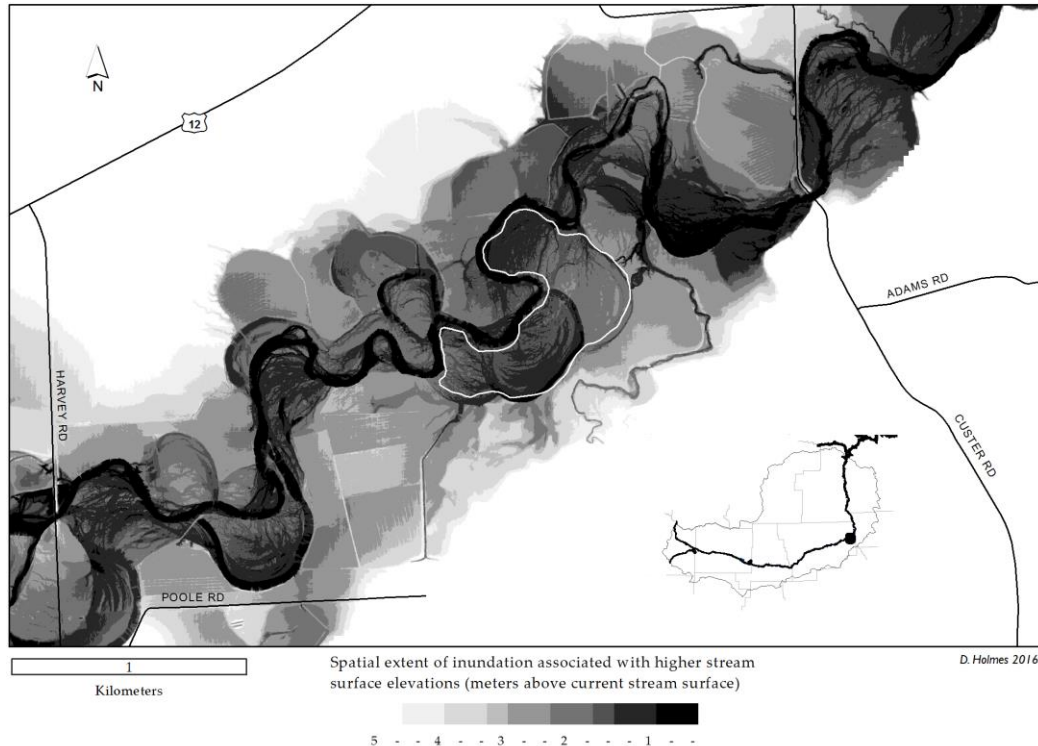 N
12
HARVEY RD
POOLE RD
ADAMS RD
CUSTER RD
1
Kilometers
Spatial extent of inundation associated with higher stream
surface elevations (meters above current stream surface)
D. Holmes 2016
5 - - 4 - - 3 - - 2 - - - 1 - -